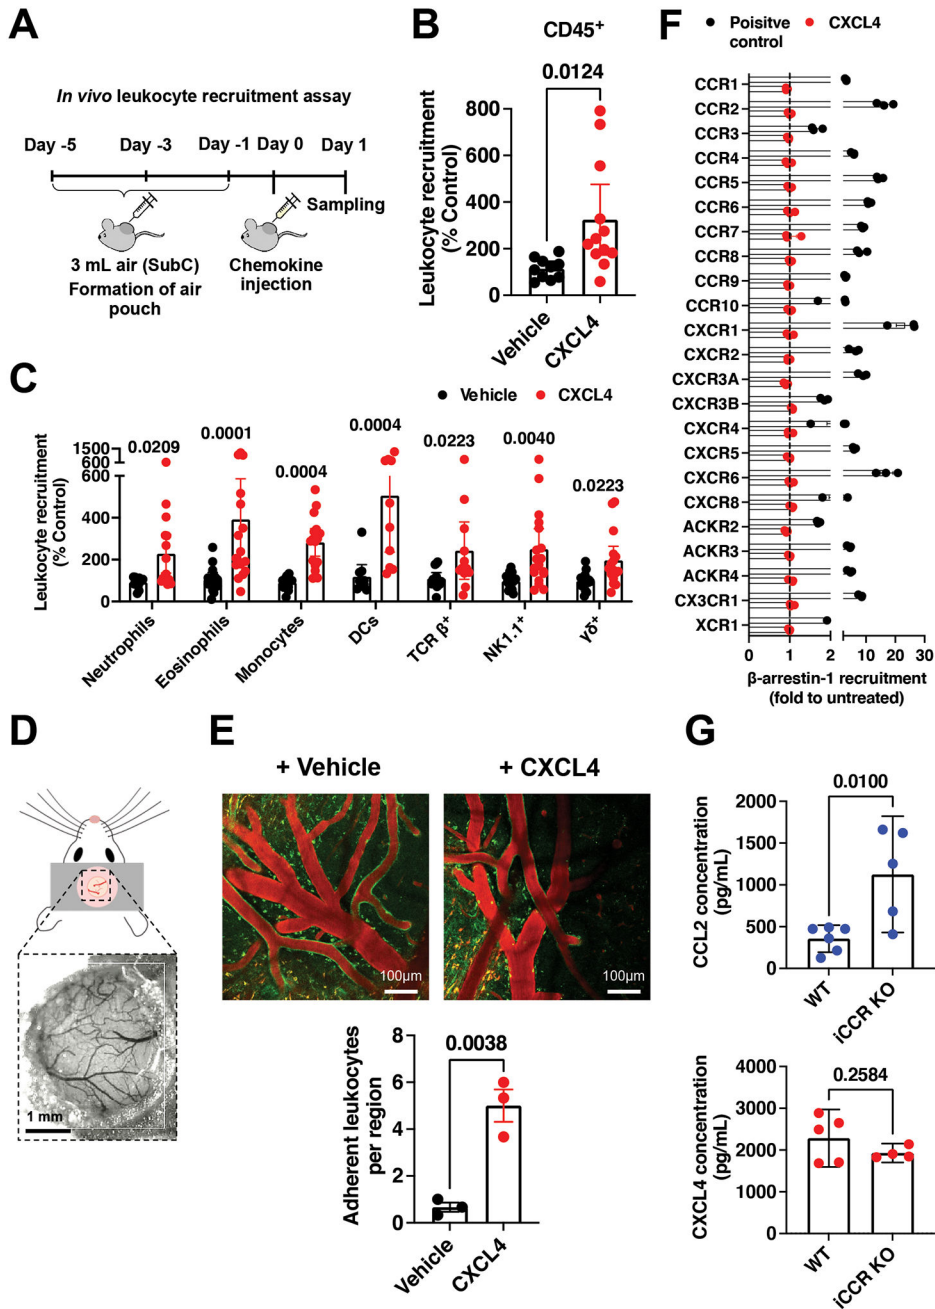 A
In vivo leukocyte recruitment assay
Day -5
Day -3
Day -1
Day 0
Day 1
Sampling
3 mL air (SubC)
Formation of air
pouch
Chemokine
injection
B
CD45+
0.0124
Leukocyte recruitment
(% Control)
800
600
400
200
0
Vehicle
CXCL4
C
Vehicle
CXCL4
Leukocyte recruitment
(% Control)
1500
600
600
400
200
0
0.0209
0.0001
0.0004
0.0004
0.0223
0.0040
0.0223
Neutrophils
Eosinophils
Monocytes
DCs
TCR β+
NK1.1+
γδ+
D
1 mm
E
+ Vehicle
+ CXCL4
100μm
100μm
Adherent leukocytes
per region
8
6
4
2
0
0.0038
Vehicle
CXCL4
F
Poisitve
control
CXCL4
CCR1
CCR2
CCR3
CCR4
CCR5
CCR6
CCR7
CCR8
CCR9
CCR10
CXCR1
CXCR2
CXCR3A
CXCR3B
CXCR4
CXCR5
CXCR6
CXCR8
ACKR2
ACKR3
ACKR4
CX3CR1
XCR1
0
1
2
10
20
30
β-arrestin-1 recruitment
(fold to untreated)
G
CCL2 concentration
(pg/mL)
2000
1500
1000
500
0
0.0100
WT
iCCR KO
CXCL4 concentration
(pg/mL)
4000
3000
2000
1000
0
0.2584
WT
iCCR KO